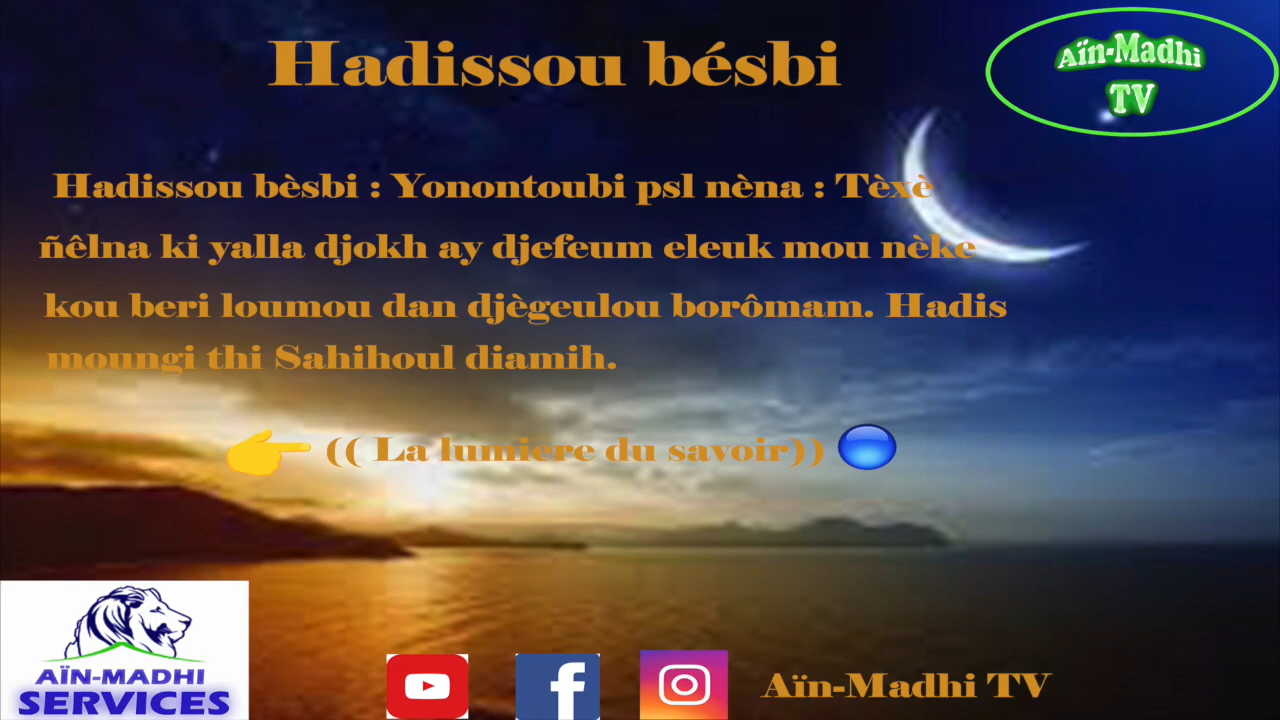 Hadissou bésbi
Aïn-Madhi
TV
Hadissou bèsbi : Yonontoubi psl nèna : Tèxè
ñêlna ki yalla djokh ay djefeum eleuk mou nèke
kou beri loumou dan djègeulou borômam. Hadis
moungi thi Sahihoul diamih.
(( La lumiere du savoir))
AÏN-MADHI
SERVICES
Aïn-Madhi TV